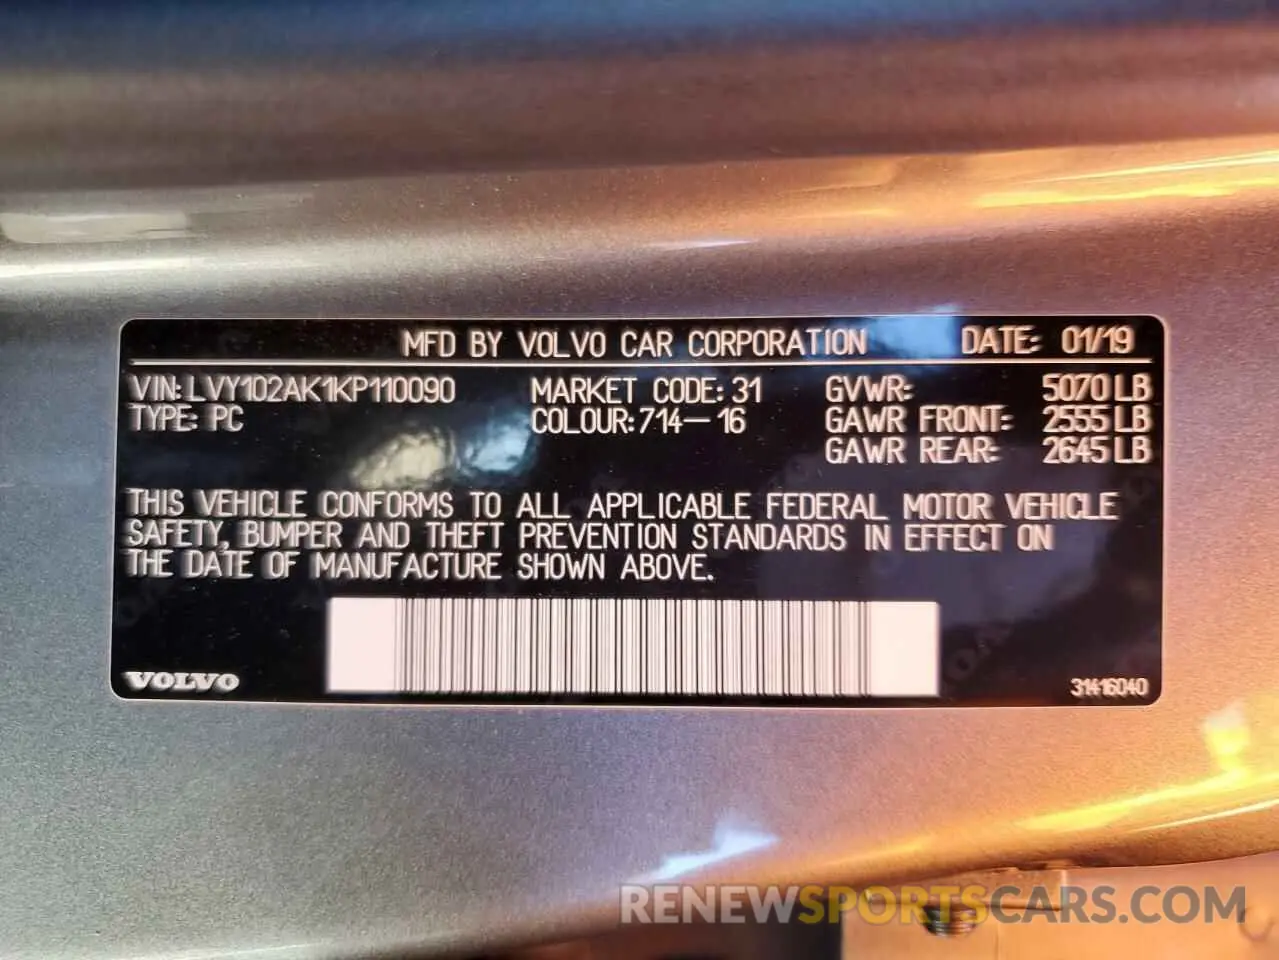 MFD BY VOLVO CAR CORPORATION DATE: 01/19
VIN: LVY102AK1KP110090 MARKET CODE: 31 GVWR: 5070 LB
TYPE: PC COLOUR: 714-16 GAWR FRONT: 2555 LB
GAWR REAR: 2645 LB
THIS VEHICLE CONFORMS TO ALL APPLICABLE FEDERAL MOTOR VEHICLE
SAFETY, BUMPER AND THEFT PREVENTION STANDARDS IN EFFECT ON
THE DATE OF MANUFACTURE SHOWN ABOVE.
VOLVO 31416040
RENEWSPORTSCARS.COM